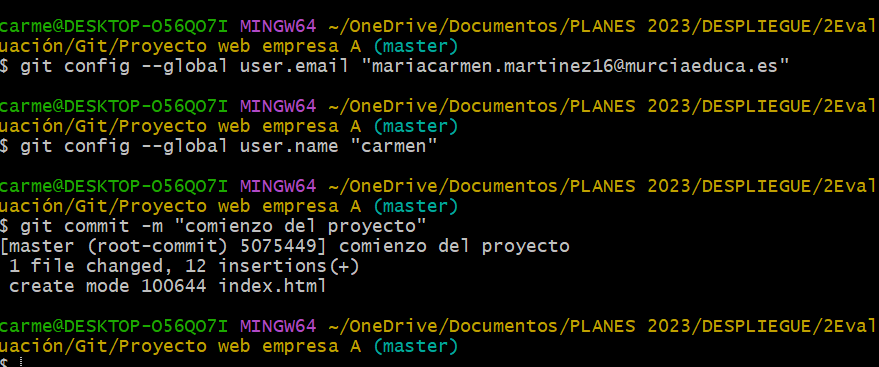 carme@DESKTOP-O56QO7I MINGW64 ~/OneDrive/Documentos/PLANES 2023/DESPLIEGUE/2Eval
uación/Git/Proyecto web empresa A (master)
$ git config --global user.email "mariacarmen.martinez16@murciaeduca.es"
carme@DESKTOP-O56QO7I MINGW64 ~/OneDrive/Documentos/PLANES 2023/DESPLIEGUE/2Eval
uación/Git/Proyecto web empresa A (master)
$ git config --global user.name "carmen"
carme@DESKTOP-O56QO7I MINGW64 ~/OneDrive/Documentos/PLANES 2023/DESPLIEGUE/2Eval
uación/Git/Proyecto web empresa A (master)
$ git commit -m "comienzo del proyecto"
[master (root-commit) 5075449] comienzo del proyecto
 1 file changed, 12 insertions(+)
 create mode 100644 index.html
carme@DESKTOP-O56QO7I MINGW64 ~/OneDrive/Documentos/PLANES 2023/DESPLIEGUE/2Eval
uación/Git/Proyecto web empresa A (master)
$